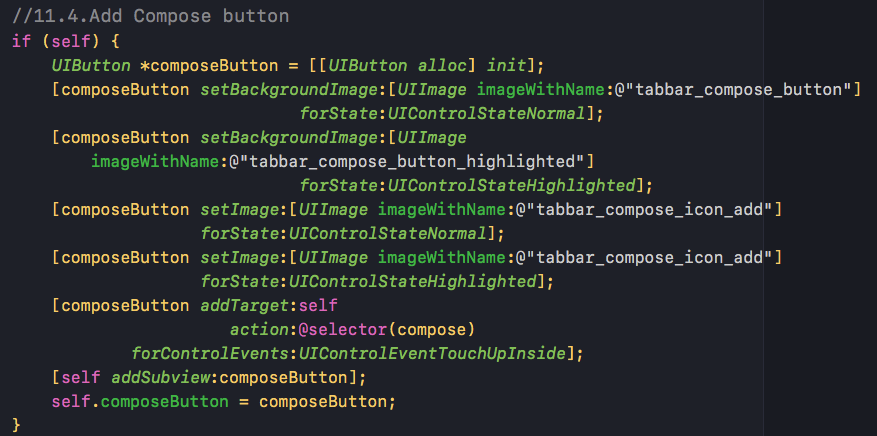 //11.4.Add Compose button
if (self) {
UIButton *composeButton = [[UIButton alloc] init];
[composeButton setBackgroundImage:[UIImage imageWithName:@"tabbar_compose_button"]
forState:UIControlStateNormal];
[composeButton setBackgroundImage:[UIImage
imageWithName:@"tabbar_compose_button_highlighted"]
forState:UIControlStateHighlighted];
[composeButton setImage:[UIImage imageWithName:@"tabbar_compose_icon_add"]
forState:UIControlStateNormal];
[composeButton setImage:[UIImage imageWithName:@"tabbar_compose_icon_add"]
forState:UIControlStateHighlighted];
[composeButton addTarget:self
action:@selector(compose)
forControlEvents:UIControlEventTouchUpInside];
[self addSubview:composeButton];
self.composeButton = composeButton;
}